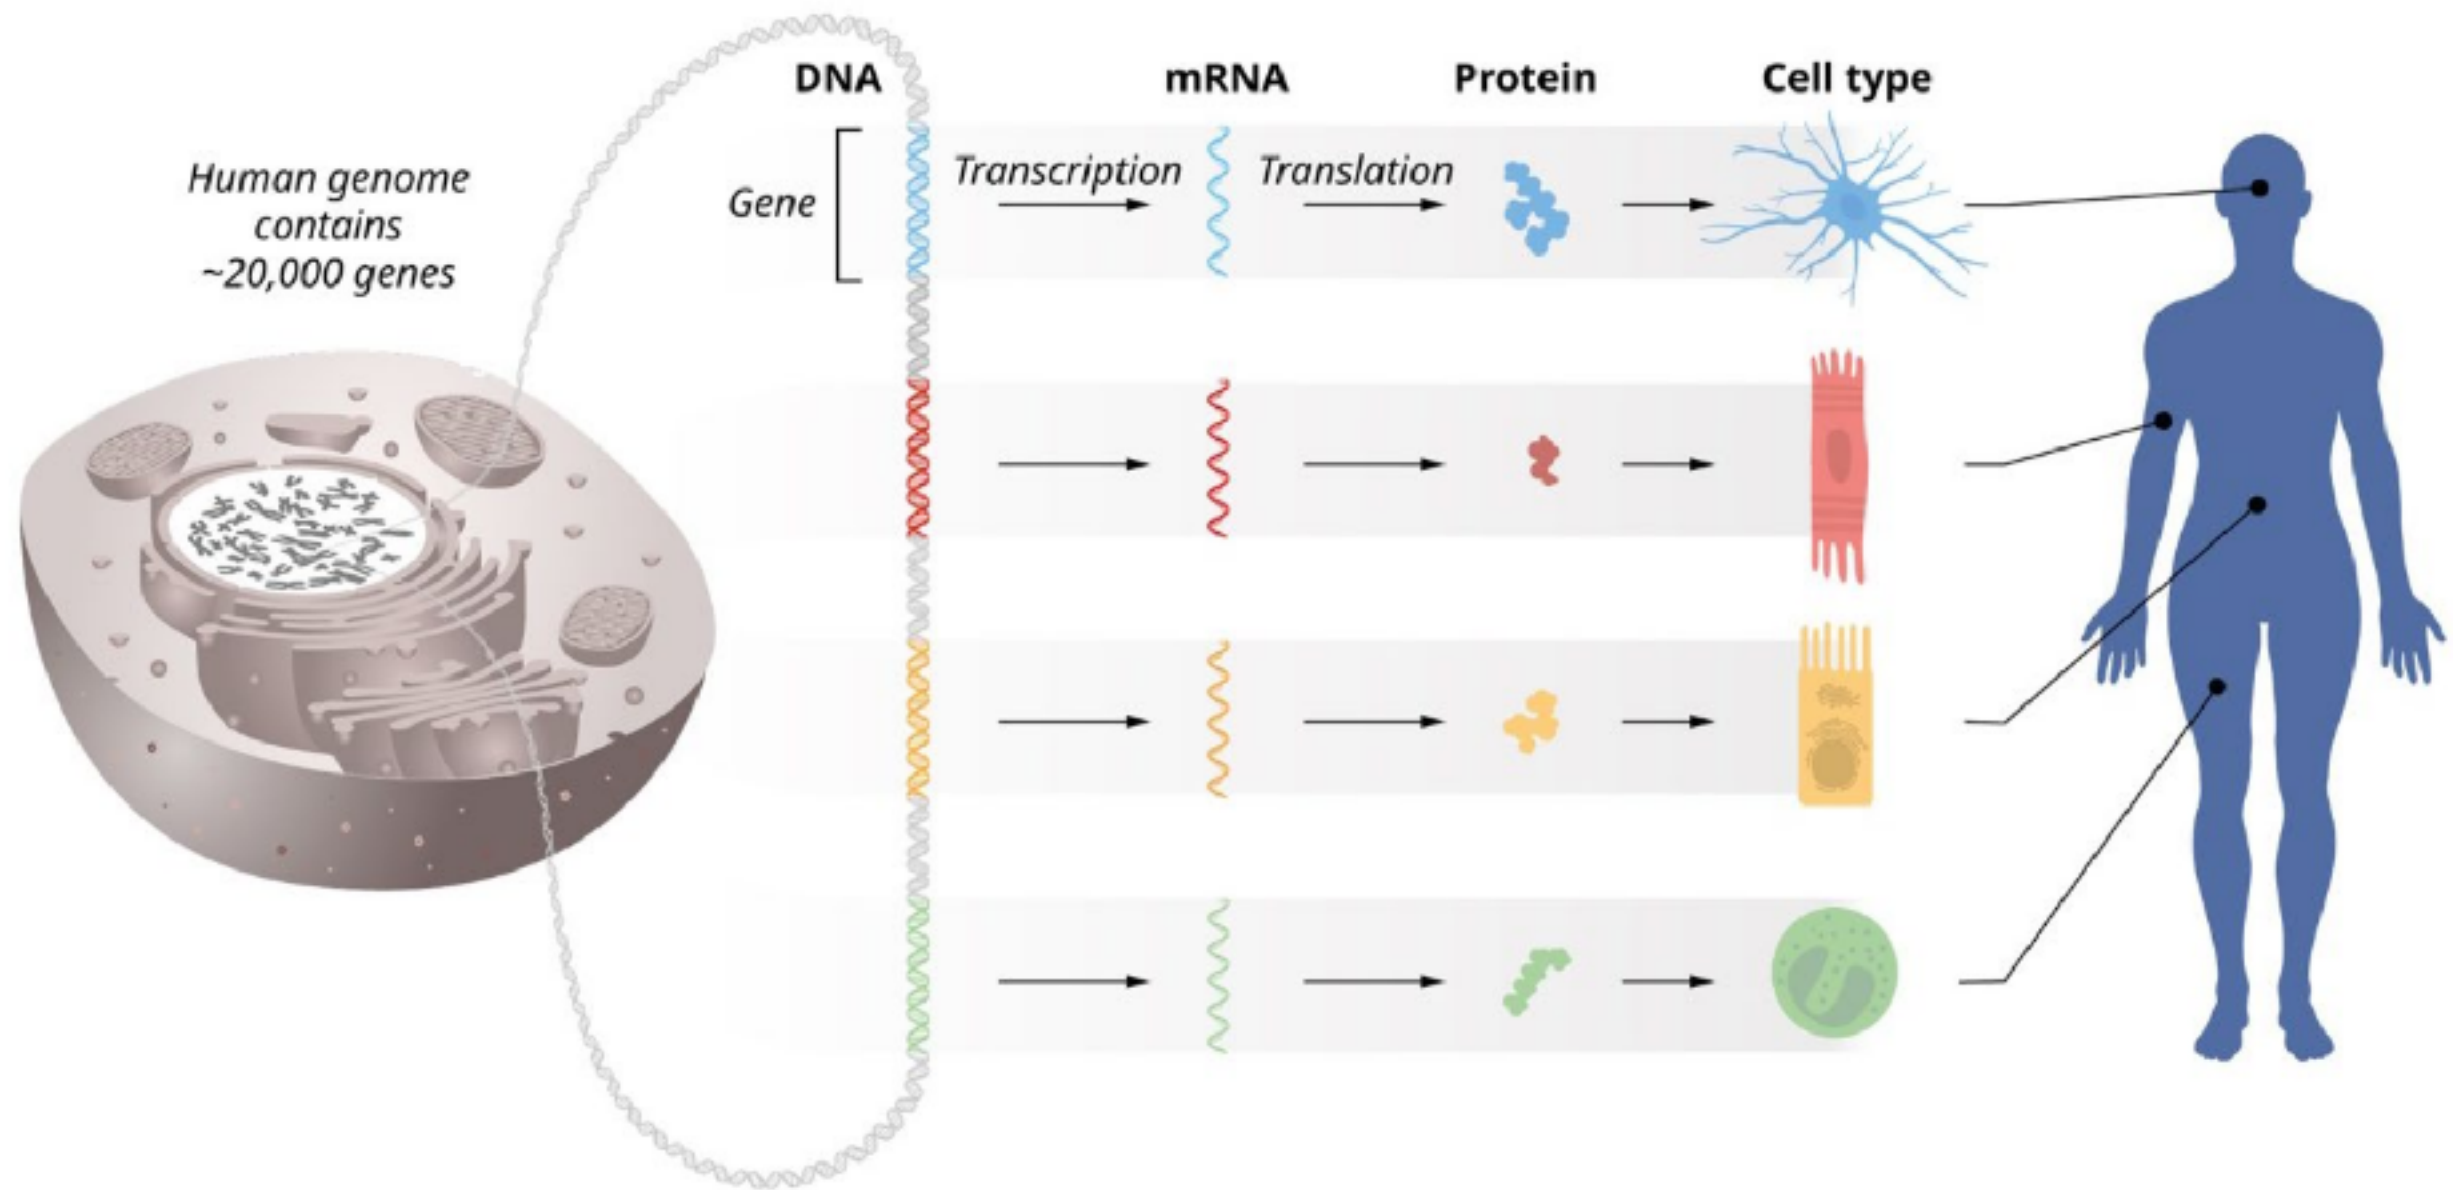 DNA
mRNA
Protein
Cell type
Human genome
contains
~20,000 genes
Gene
Transcription
Translation